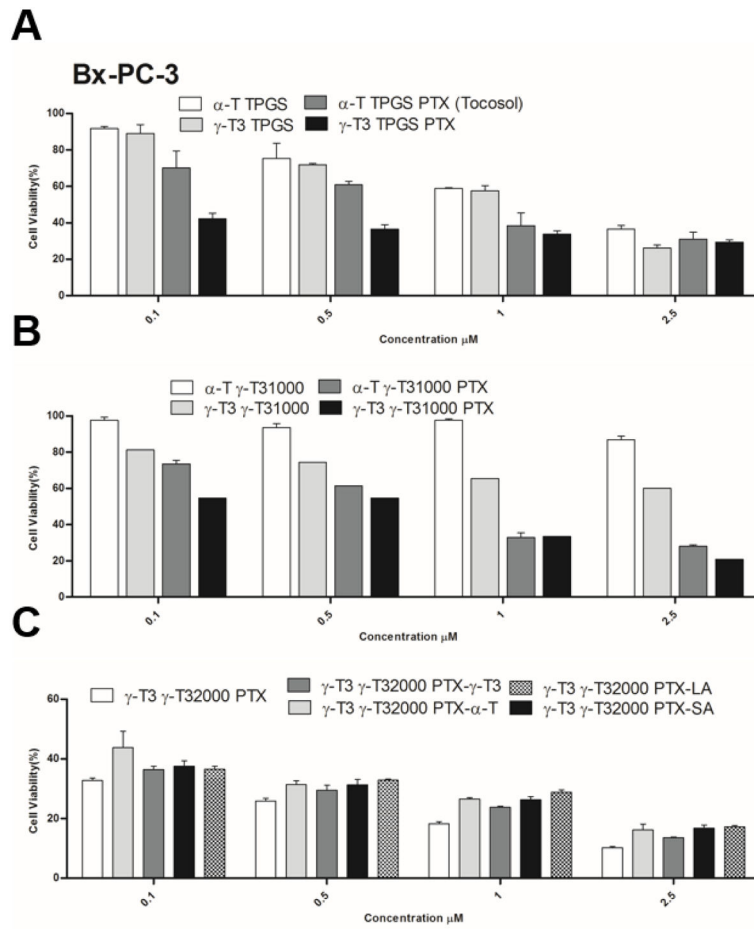 A
Bx-PC-3
α-T TPGS
α-T TPGS PTX (Tocosol)
γ-T3 TPGS
γ-T3 TPGS PTX
100
80
60
40
20
0
Cell Viability(%)
0.1
0.5
1
2.5
Concentration μM
B
α-T γ-T31000
α-T γ-T31000 PTX
γ-T3 γ-T31000
γ-T3 γ-T31000 PTX
100
80
60
40
20
0
Cell Viability(%)
0.1
0.5
1
2.5
Concentration μM
C
γ-T3 γ-T32000 PTX
γ-T3 γ-T32000 PTX-γ-T3
γ-T3 γ-T32000 PTX-LA
γ-T3 γ-T32000 PTX-α-T
γ-T3 γ-T32000 PTX-SA
60
40
20
0
Cell Viability(%)
0.1
0.5
1
2.5
Concentration μM